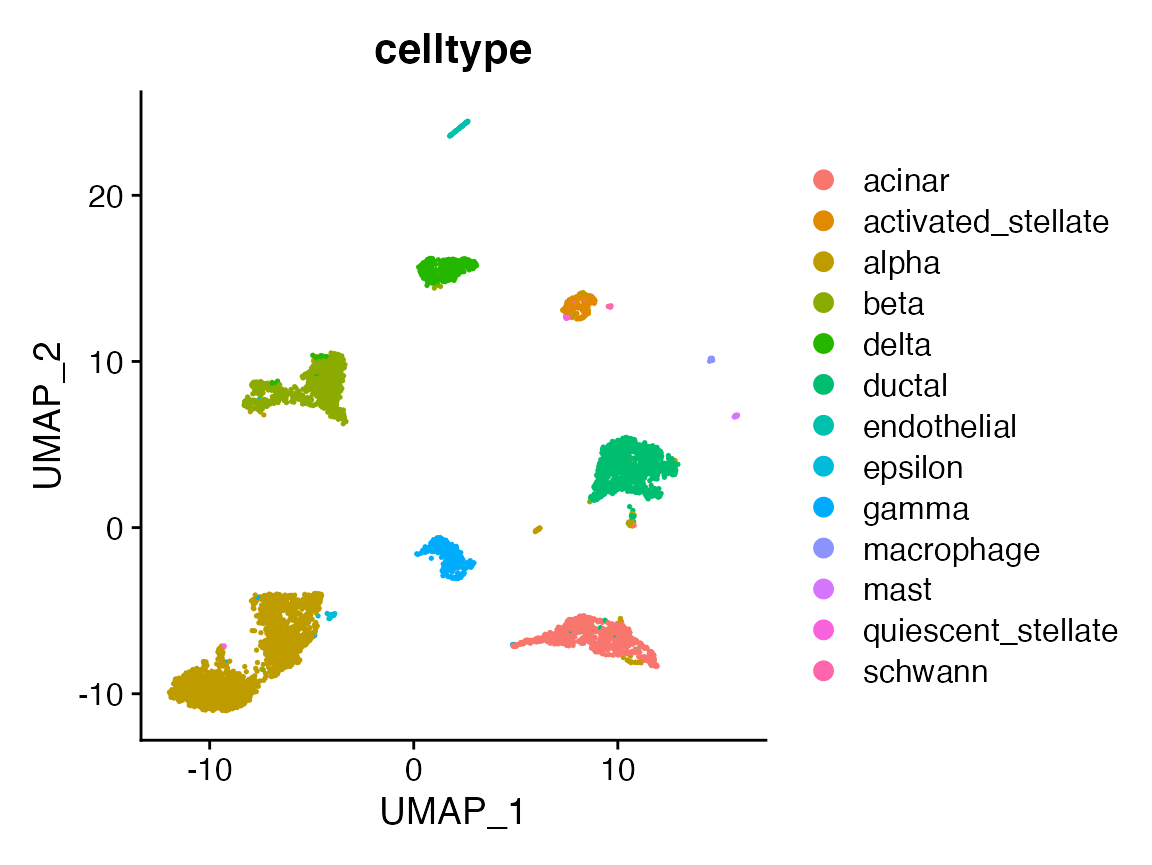 celltype
UMAP_2
20
10
0
-10
-10
0
10
UMAP_1
acinar
activated_stellate
alpha
beta
delta
ductal
endothelial
epsilon
gamma
macrophage
mast
quiescent_stellate
schwann